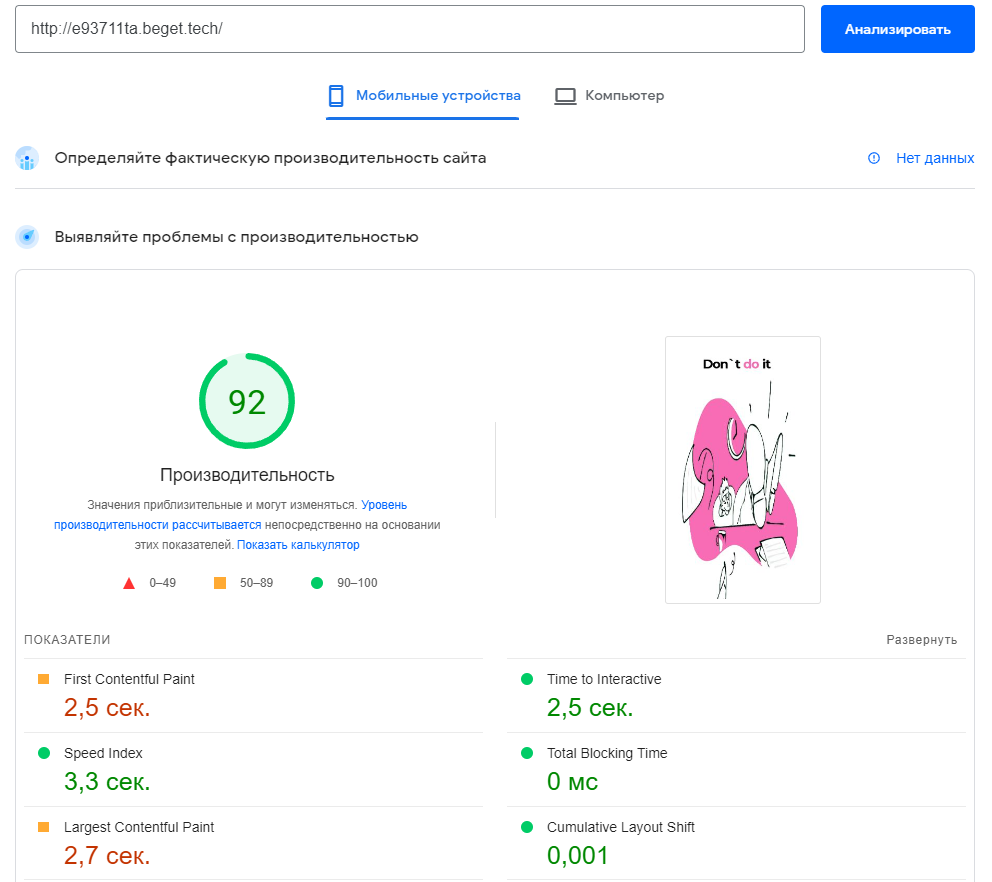 http://e93711ta.beget.tech/
Анализировать
Мобильные устройства
Компьютер
Определяйте фактическую производительность сайта
Нет данных
Выявляйте проблемы с производительностью
92
Производительность
Значения приблизительные и могут изменяться. Уровень
производительности рассчитывается непосредственно на основании
этих показателей. Показать калькулятор
0–49
50–89
90–100
Don`t do it
ПОКАЗАТЕЛИ
Развернуть
First Contentful Paint
2,5 сек.
Time to Interactive
2,5 сек.
Speed Index
3,3 сек.
Total Blocking Time
0 мс
Largest Contentful Paint
2,7 сек.
Cumulative Layout Shift
0,001